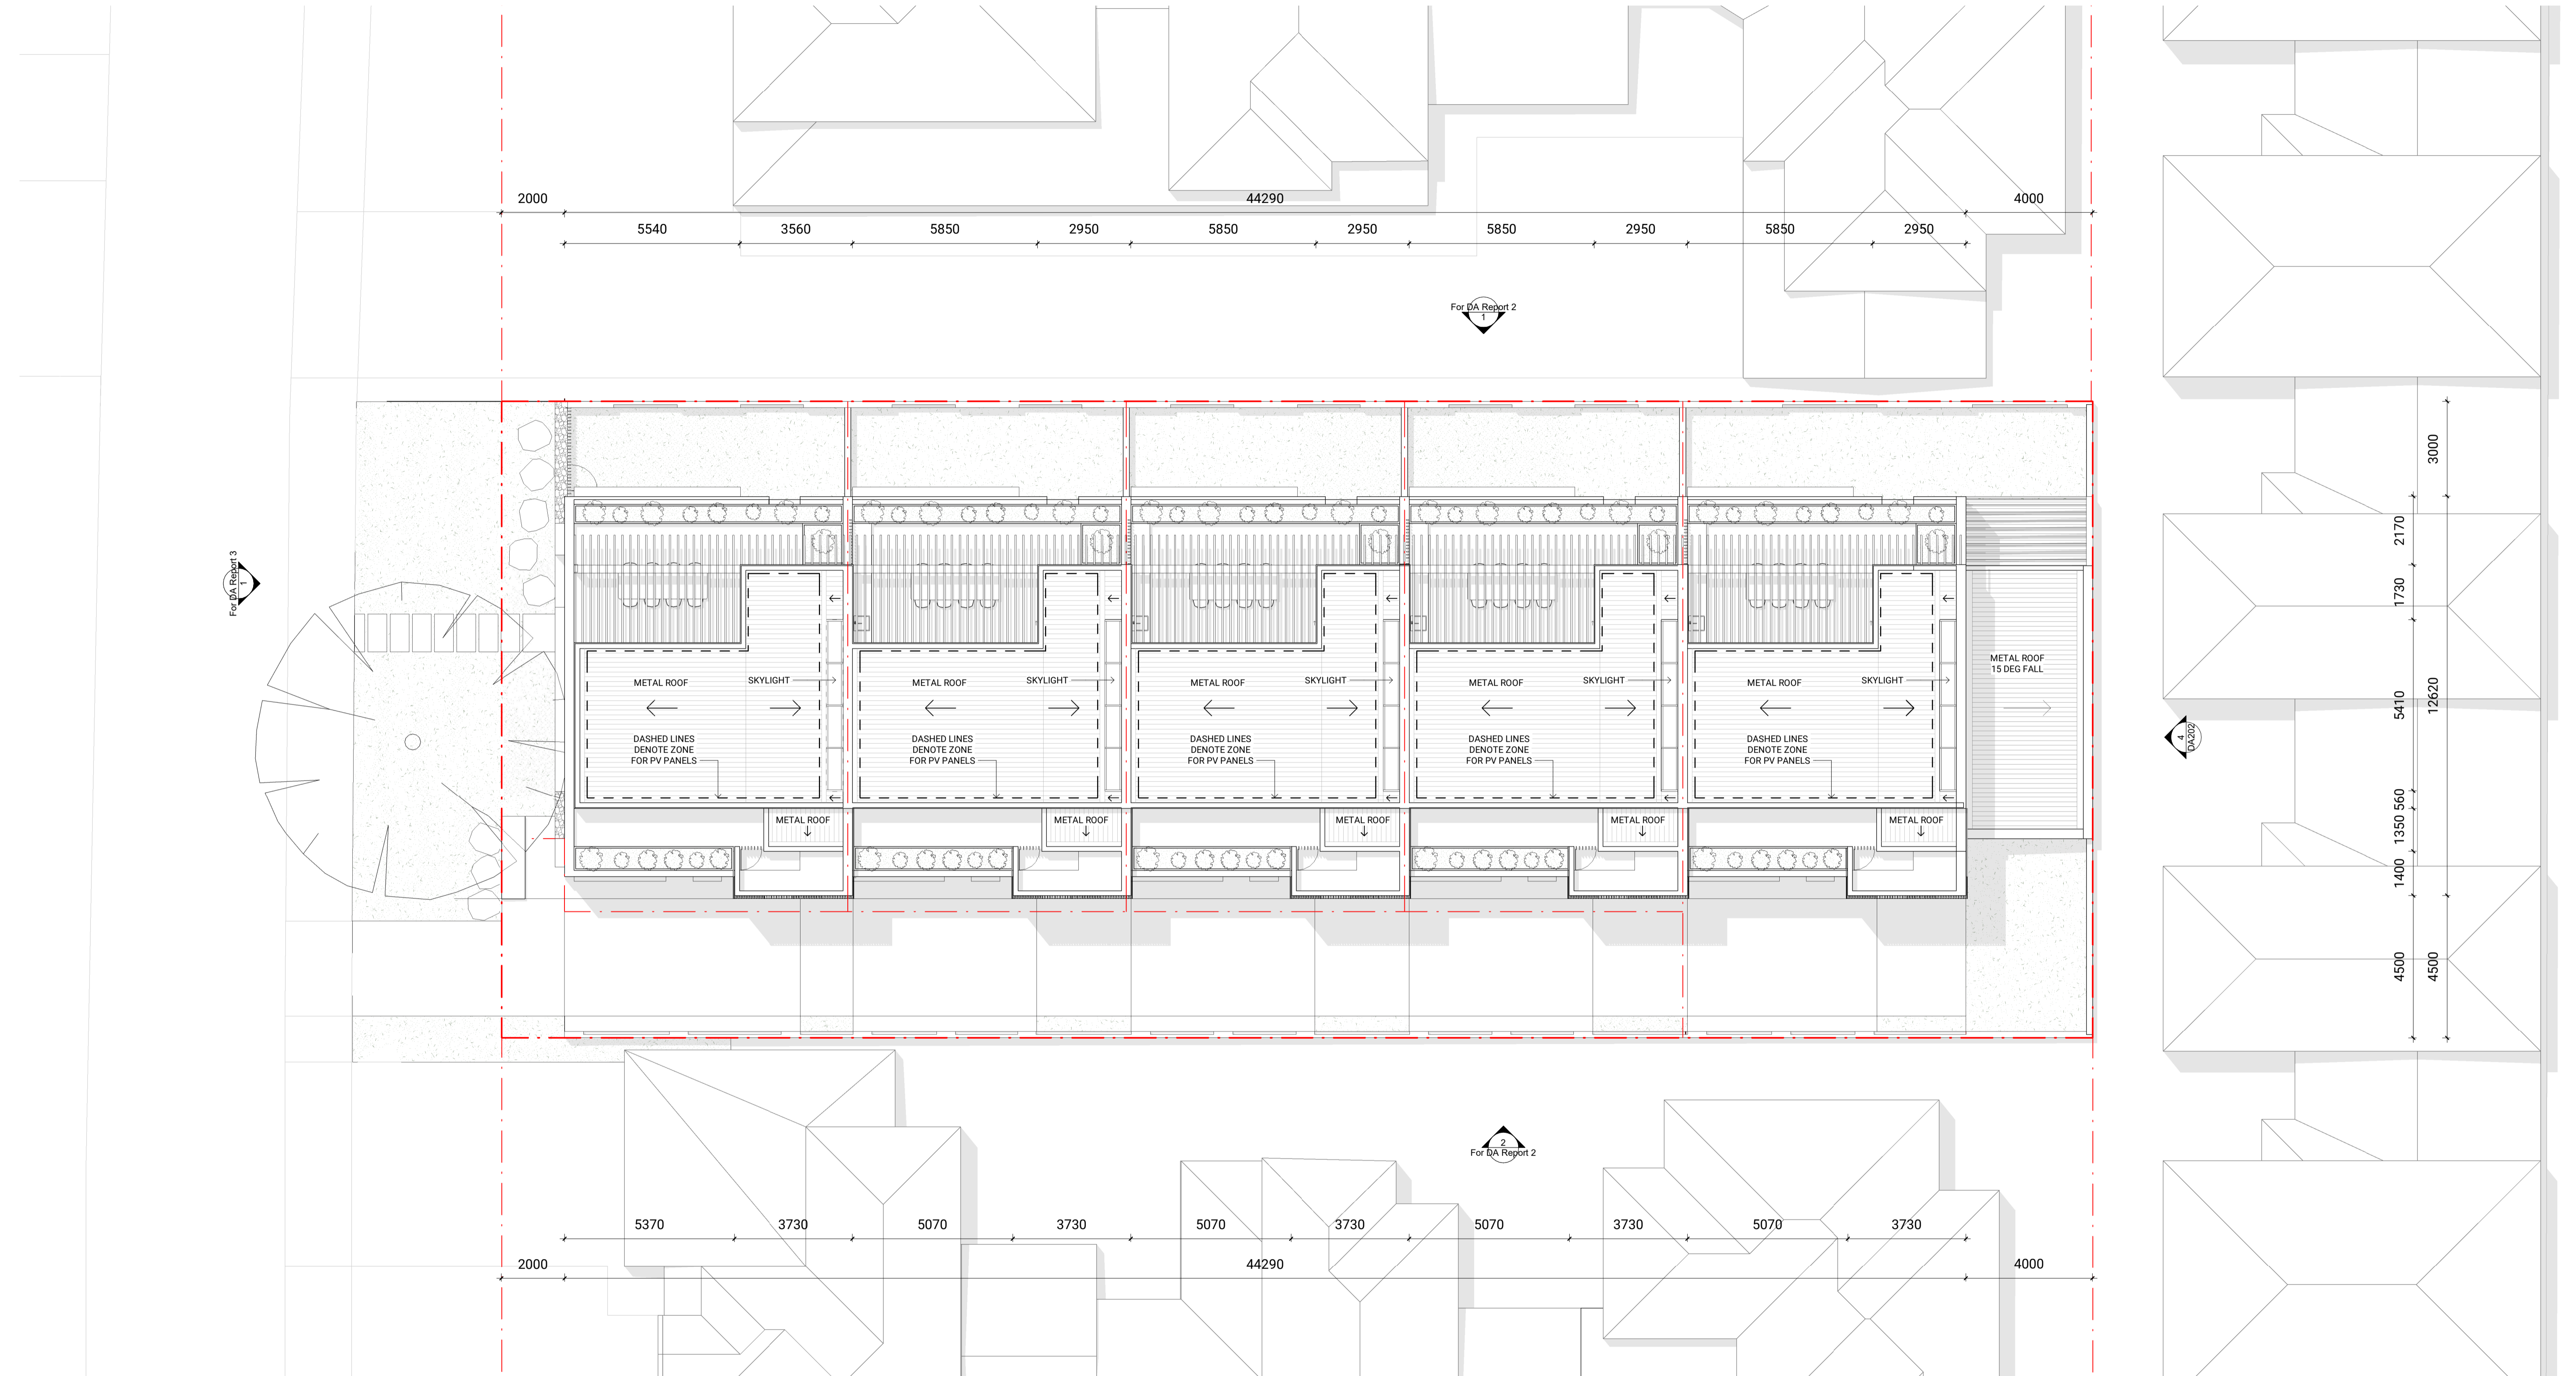 2000
44290
4000
5540
3560
5850
2950
5850
2950
5850
2950
5850
2950
For DA Report 2
1
3000
2170
For DA Report 3
1
1730
METAL ROOF
15 DEG FALL
METAL ROOF
SKYLIGHT
METAL ROOF
SKYLIGHT
METAL ROOF
SKYLIGHT
METAL ROOF
SKYLIGHT
METAL ROOF
SKYLIGHT
5410
12620
4
DA202
DASHED LINES
DENOTE ZONE
FOR PV PANELS
DASHED LINES
DENOTE ZONE
FOR PV PANELS
DASHED LINES
DENOTE ZONE
FOR PV PANELS
DASHED LINES
DENOTE ZONE
FOR PV PANELS
DASHED LINES
DENOTE ZONE
FOR PV PANELS
560
METAL ROOF
METAL ROOF
METAL ROOF
METAL ROOF
METAL ROOF
1350
1400
4500
4500
2
For DA Report 2
5370
3730
5070
3730
5070
3730
5070
3730
5070
3730
2000
44290
4000